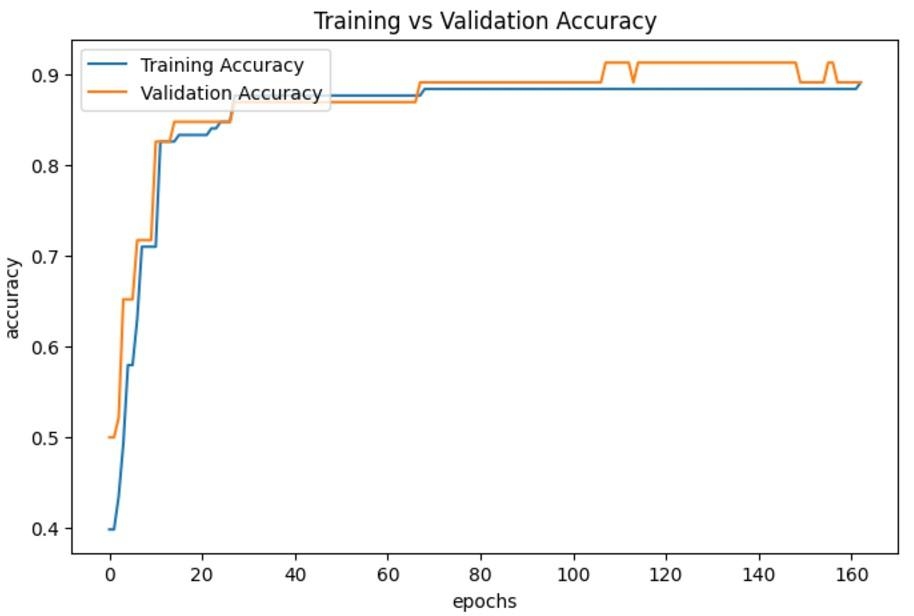 Training vs Validation Accuracy
Training Accuracy
Validation Accuracy
accuracy
0.9
0.8
0.7
0.6
0.5
0.4
0 20 40 60 80 100 120 140 160
epochs